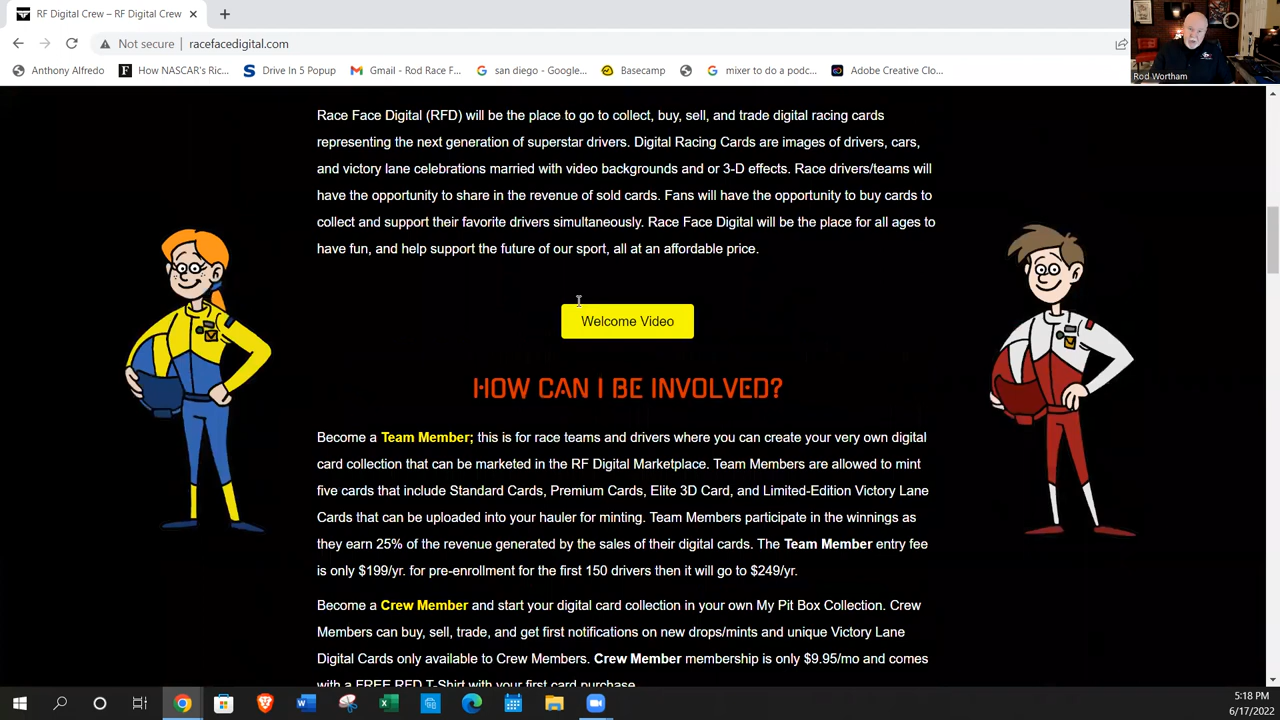 RF Digital Crew – RF Digital Crew
Not secure
racefacedigital.com
Rod Wortham
Anthony Alfredo
How NASCAR's Ric...
Drive In 5 Popup
Gmail - Rod Race F...
san diego - Google...
Basecamp
mixer to do a podc...
Adobe Creative Clo...
Race Face Digital (RFD) will be the place to go to collect, buy, sell, and trade digital racing cards
representing the next generation of superstar drivers. Digital Racing Cards are images of drivers, cars,
and victory lane celebrations married with video backgrounds and or 3-D effects. Race drivers/teams will
have the opportunity to share in the revenue of sold cards. Fans will have the opportunity to buy cards to
collect and support their favorite drivers simultaneously. Race Face Digital will be the place for all ages to
have fun, and help support the future of our sport, all at an affordable price.
Welcome Video
HOW CAN I BE INVOLVED?
Become a Team Member; this is for race teams and drivers where you can create your very own digital
card collection that can be marketed in the RF Digital Marketplace. Team Members are allowed to mint
five cards that include Standard Cards, Premium Cards, Elite 3D Card, and Limited-Edition Victory Lane
Cards that can be uploaded into your hauler for minting. Team Members participate in the winnings as
they earn 25% of the revenue generated by the sales of their digital cards. The Team Member entry fee
is only $199/yr. for pre-enrollment for the first 150 drivers then it will go to $249/yr.
Become a Crew Member and start your digital card collection in your own My Pit Box Collection. Crew
Members can buy, sell, trade, and get first notifications on new drops/mints and unique Victory Lane
Digital Cards only available to Crew Members. Crew Member membership is only $9.95/mo and comes
with a FREE RFD T-Shirt with your first card purchase.
5:18 PM
6/17/2022